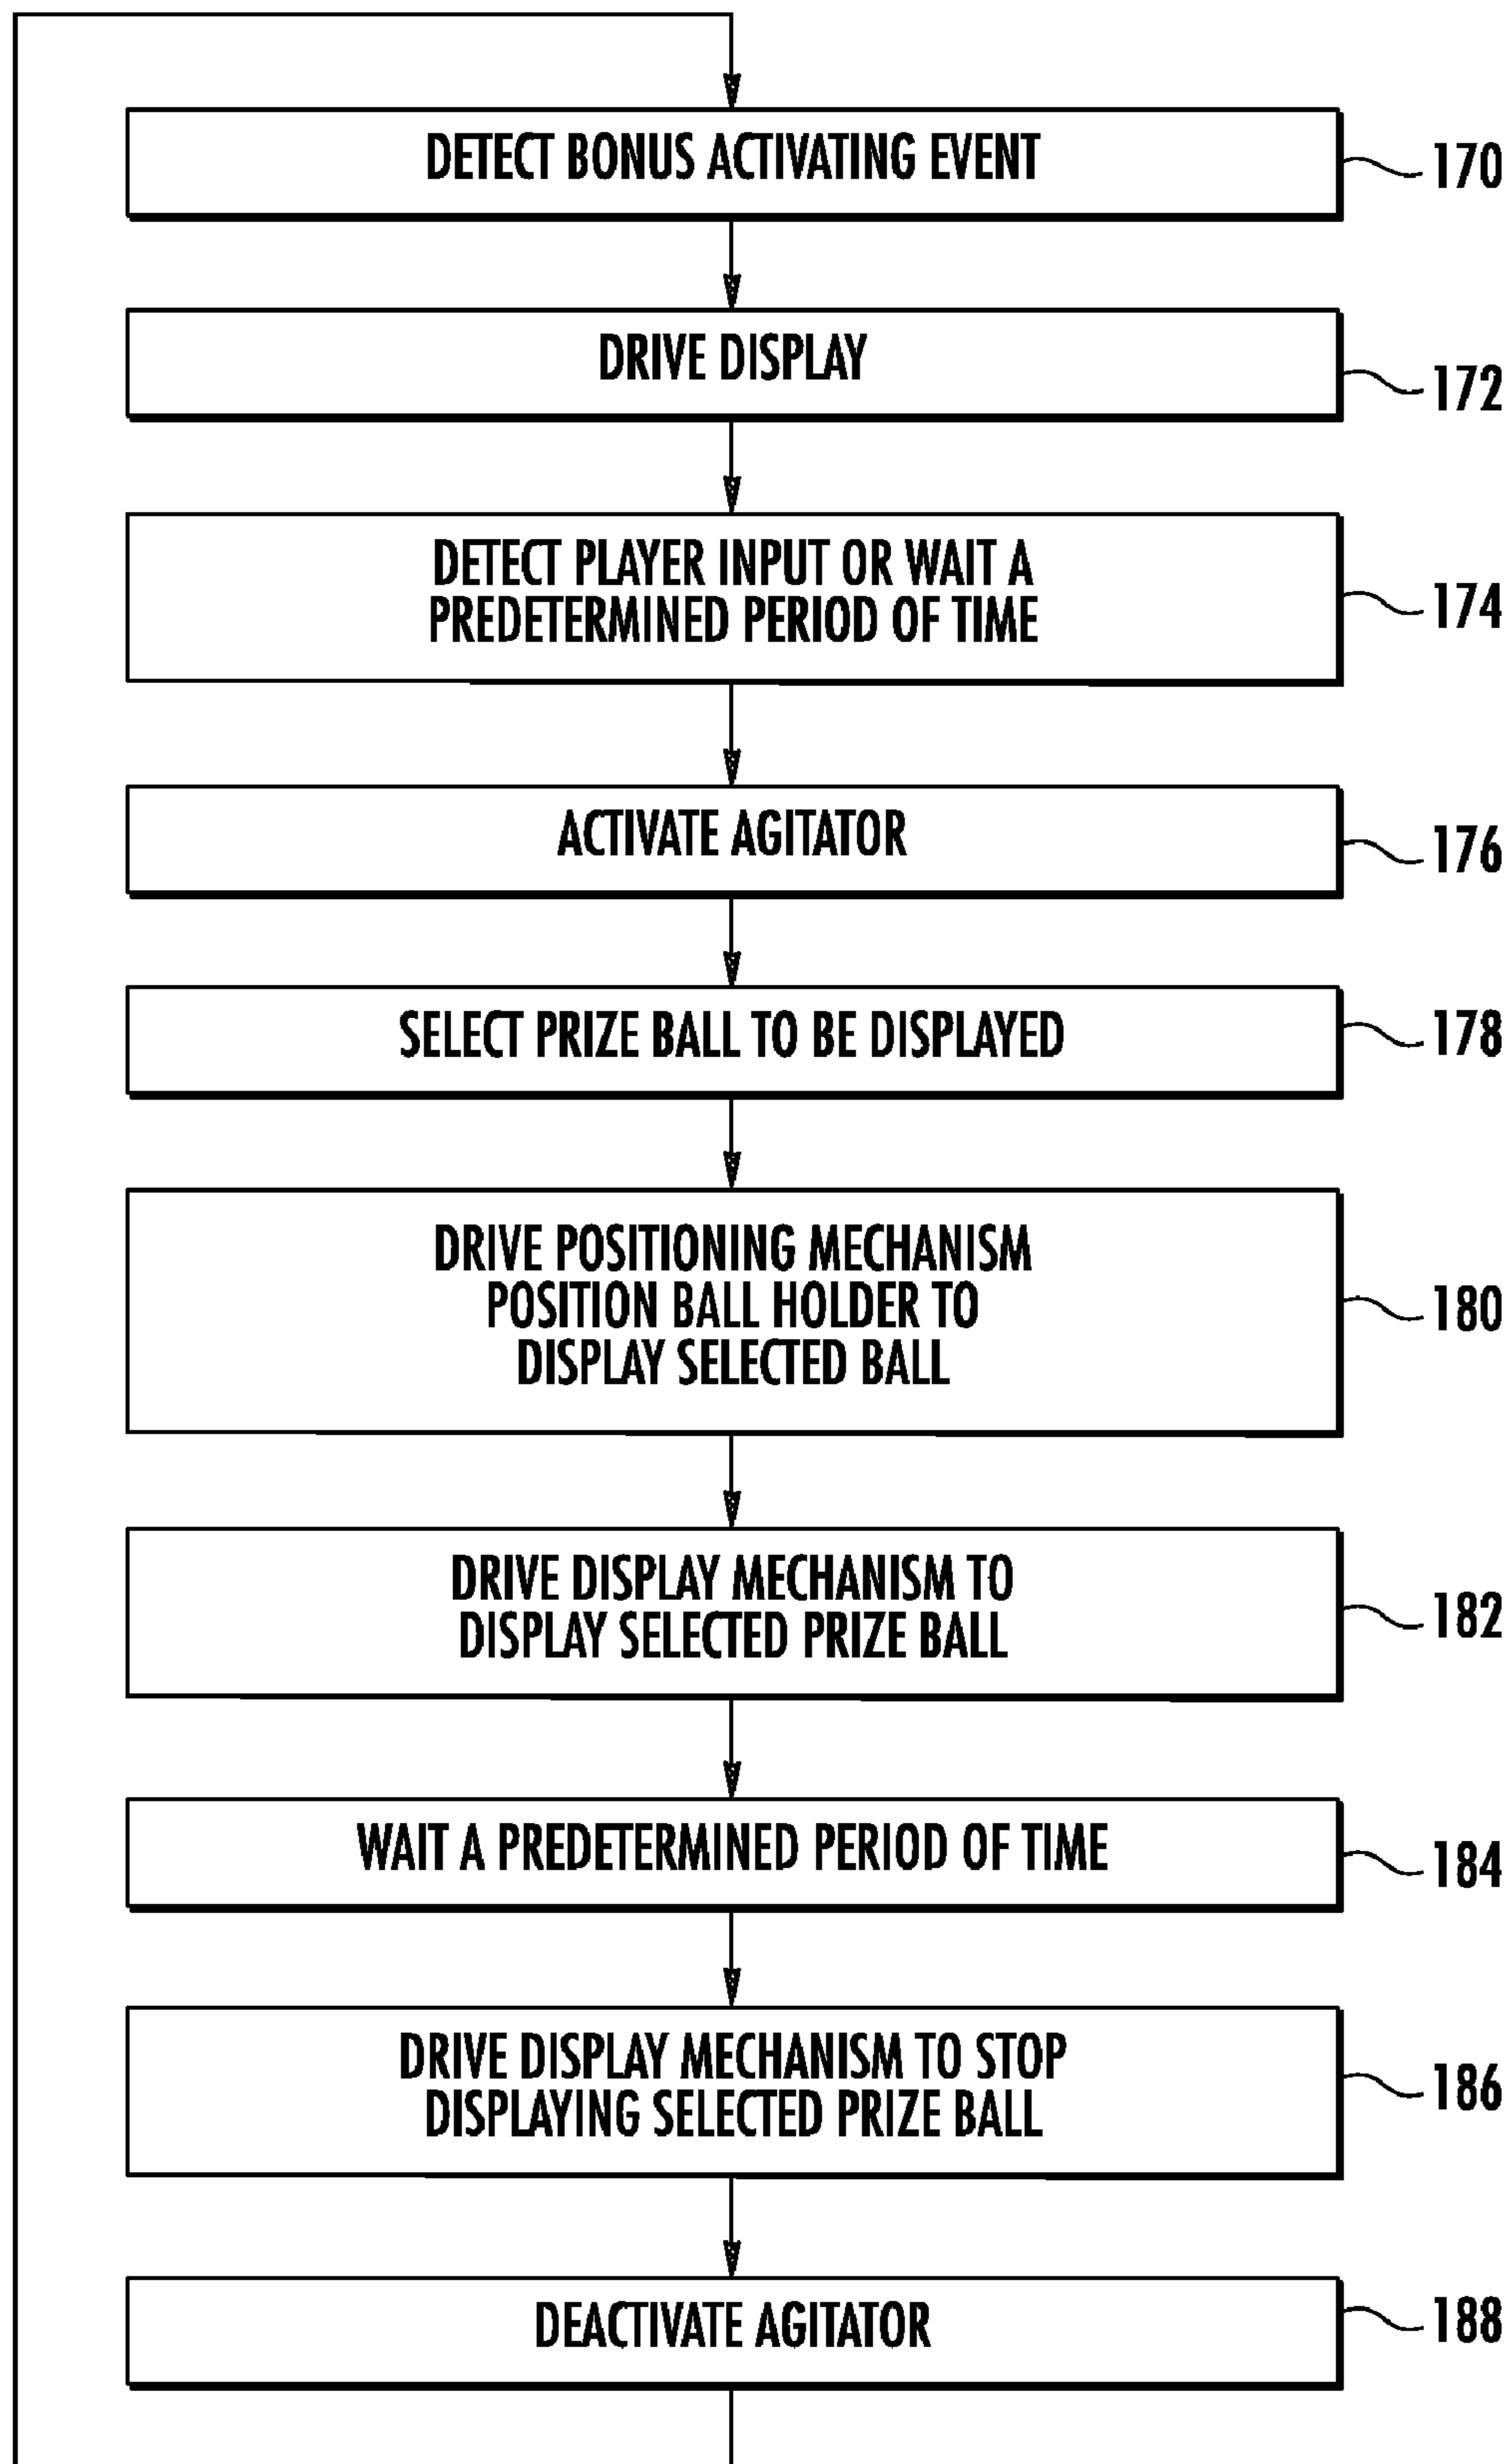 DETECT BONUS ACTIVATING EVENT
170
DRIVE DISPLAY
172
DETECT PLAYER INPUT OR WAIT A
PREDETERMINED PERIOD OF TIME
174
ACTIVATE AGITATOR
176
SELECT PRIZE BALL TO BE DISPLAYED
178
DRIVE POSITIONING MECHANISM
POSITION BALL HOLDER TO
DISPLAY SELECTED BALL
180
DRIVE DISPLAY MECHANISM TO
DISPLAY SELECTED PRIZE BALL
182
WAIT A PREDETERMINED PERIOD OF TIME
184
DRIVE DISPLAY MECHANISM TO STOP
DISPLAYING SELECTED PRIZE BALL
186
DEACTIVATE AGITATOR
188